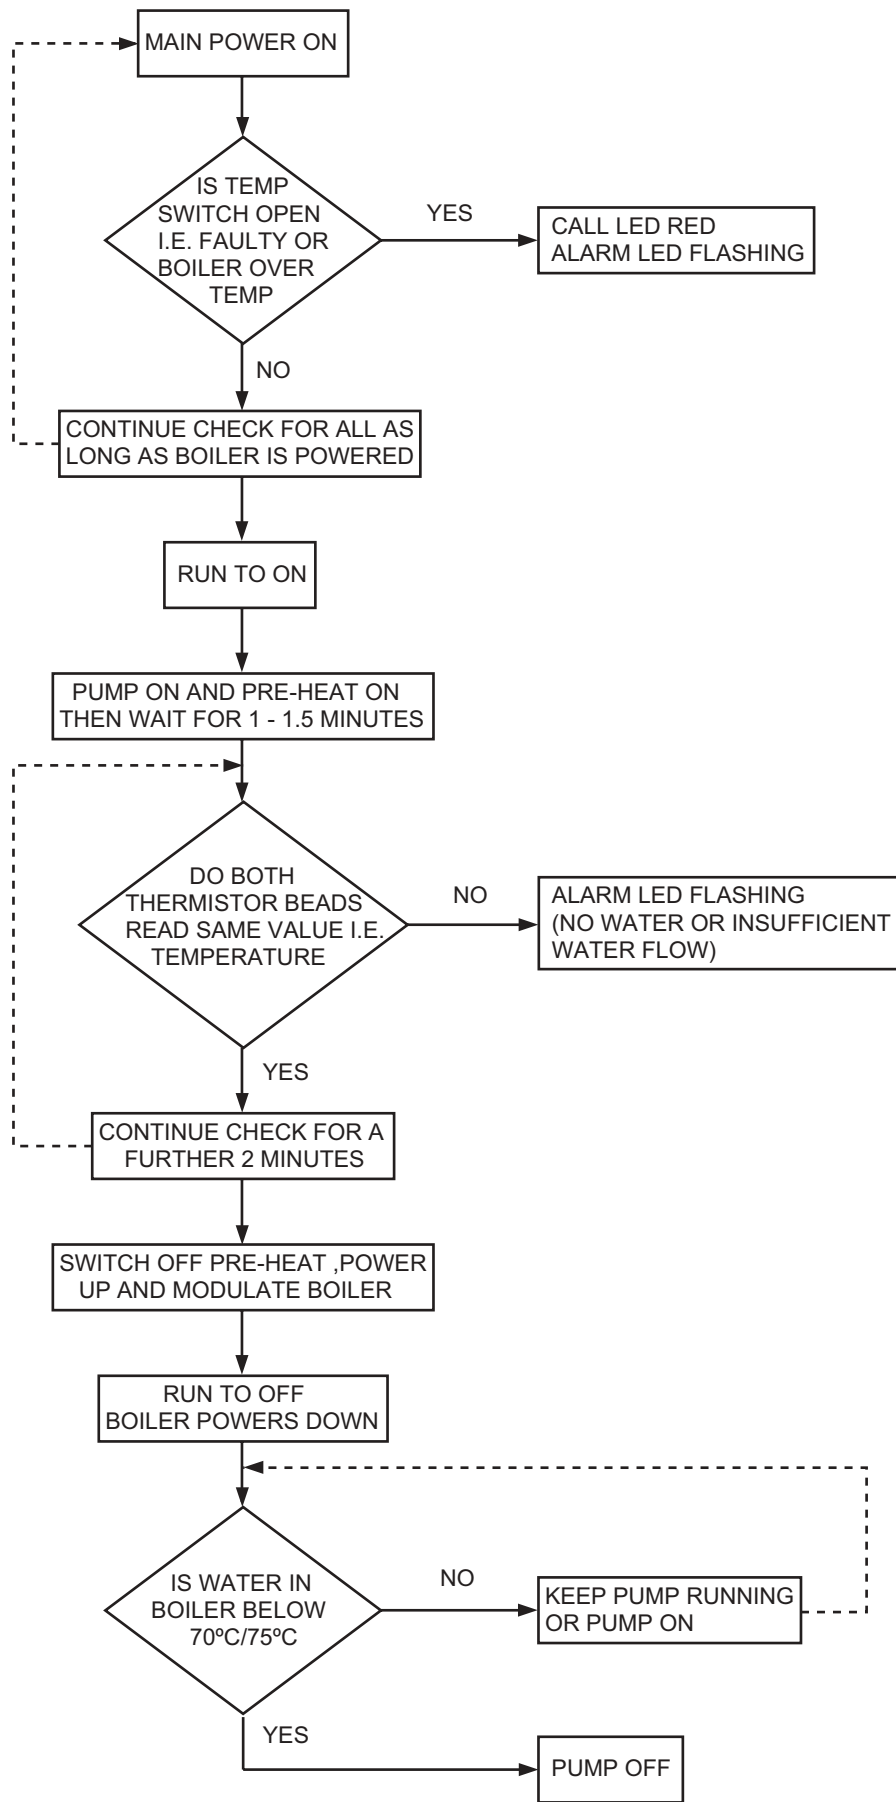 MAIN POWER ON
IS TEMP
SWITCH OPEN
I.E. FAULTY OR
BOILER OVER
TEMP
YES
CALL LED RED
ALARM LED FLASHING
NO
CONTINUE CHECK FOR ALL AS
LONG AS BOILER IS POWERED
RUN TO ON
PUMP ON AND PRE-HEAT ON
THEN WAIT FOR 1 - 1.5 MINUTES
DO BOTH
THERMISTOR BEADS
READ SAME VALUE I.E.
TEMPERATURE
NO
ALARM LED FLASHING
(NO WATER OR INSUFFICIENT
WATER FLOW)
YES
CONTINUE CHECK FOR A
FURTHER 2 MINUTES
SWITCH OFF PRE-HEAT ,POWER
UP AND MODULATE BOILER
RUN TO OFF
BOILER POWERS DOWN
IS WATER IN
BOILER BELOW
70ºC/75ºC
NO
KEEP PUMP RUNNING
OR PUMP ON
YES
PUMP OFF